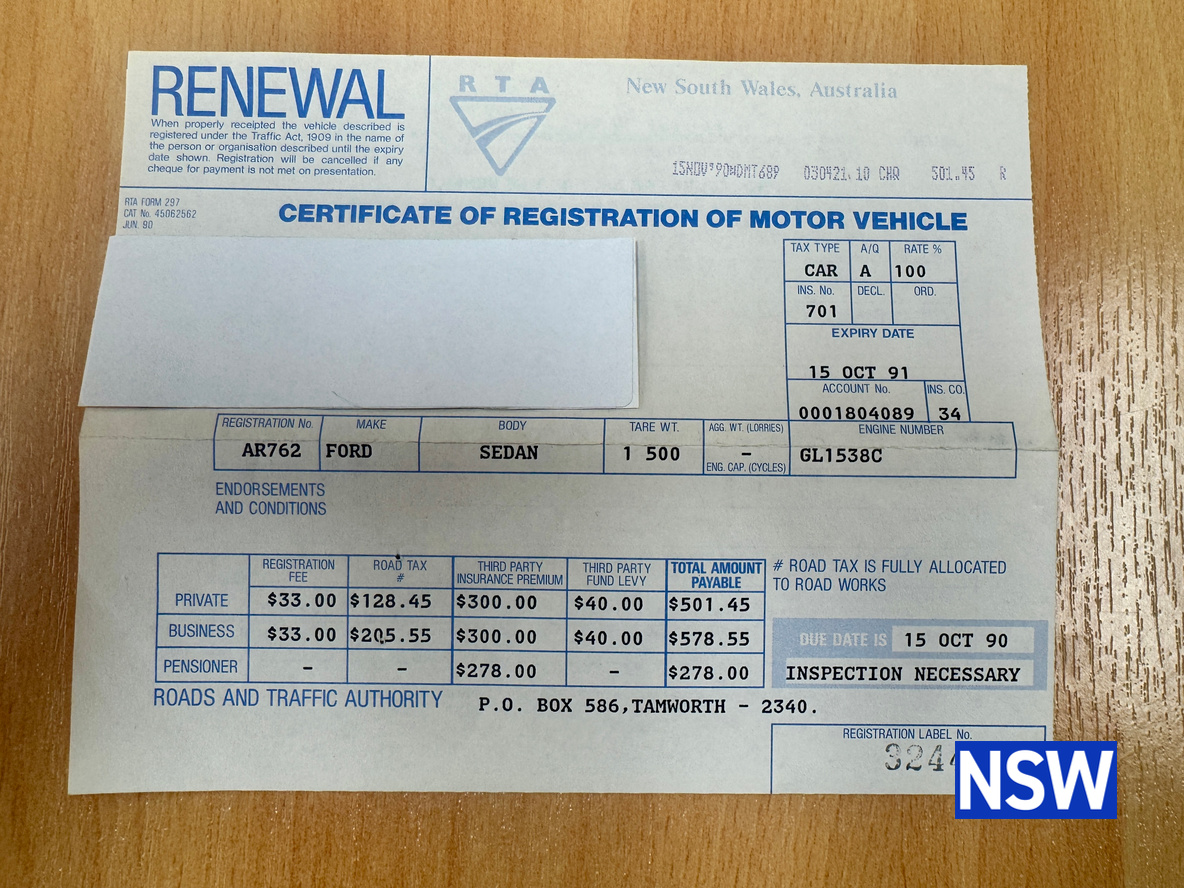 RENEWAL
When properly receipted the vehicle described is
registered under the Traffic Act, 1909 in the name of
the person or organisation described until the expiry
date shown. Registration will be cancelled if any
cheque for payment is not met on presentation.
RTA
New South Wales, Australia
15NOV'90*DMT689 030421.10 CHQ 501.45 R
RTA FORM 297
CAT No. 45062562
JUN. 90
CERTIFICATE OF REGISTRATION OF MOTOR VEHICLE
TAX TYPE A/Q RATE %
CAR A 100
INS. No. DECL. ORD.
701
EXPIRY DATE
15 OCT 91
ACCOUNT No. INS. CO.
0001804089 34
REGISTRATION No. MAKE BODY TARE WT. AGG. WT. (LORRIES) ENGINE NUMBER
AR762 FORD SEDAN 1 500 – GL1538C
ENG. CAP. (CYCLES)
ENDORSEMENTS
AND CONDITIONS
REGISTRATION FEE ROAD TAX # THIRD PARTY INSURANCE PREMIUM THIRD PARTY FUND LEVY TOTAL AMOUNT PAYABLE
PRIVATE $33.00 $128.45 $300.00 $40.00 $501.45
BUSINESS $33.00 $205.55 $300.00 $40.00 $578.55
PENSIONER – – $278.00 – $278.00
# ROAD TAX IS FULLY ALLOCATED
TO ROAD WORKS
DUE DATE IS 15 OCT 90
INSPECTION NECESSARY
ROADS AND TRAFFIC AUTHORITY P.O. BOX 586,TAMWORTH - 2340.
REGISTRATION LABEL No.
324
NSW